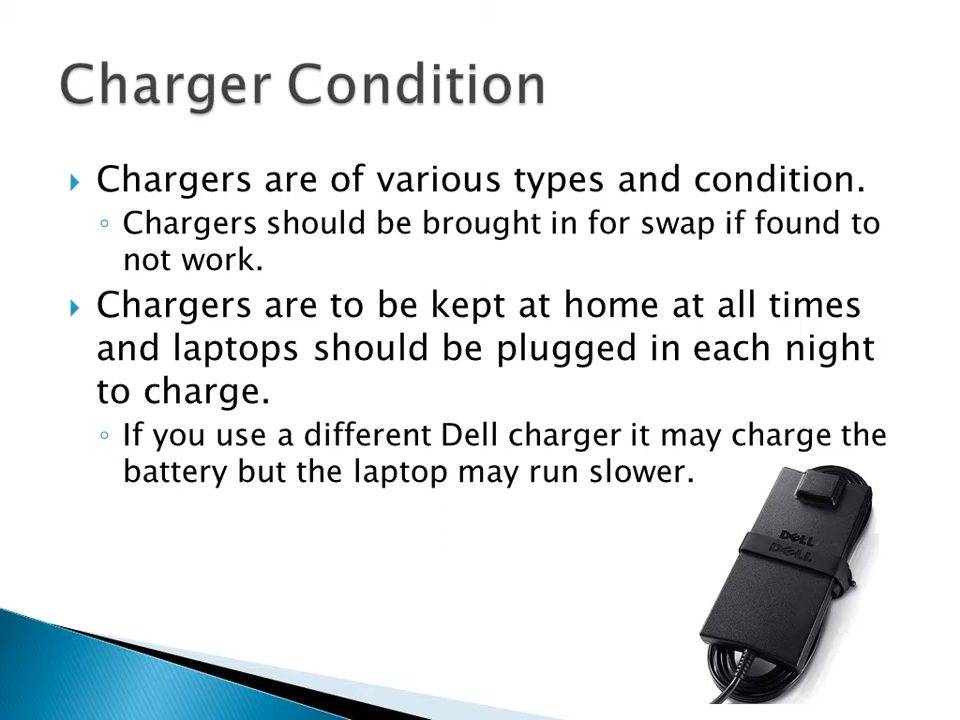 Charger Condition
Chargers are of various types and condition.
Chargers should be brought in for swap if found to
not work.
Chargers are to be kept at home at all times
and laptops should be plugged in each night
to charge.
If you use a different Dell charger it may charge the
battery but the laptop may run slower.
DELL
DELL